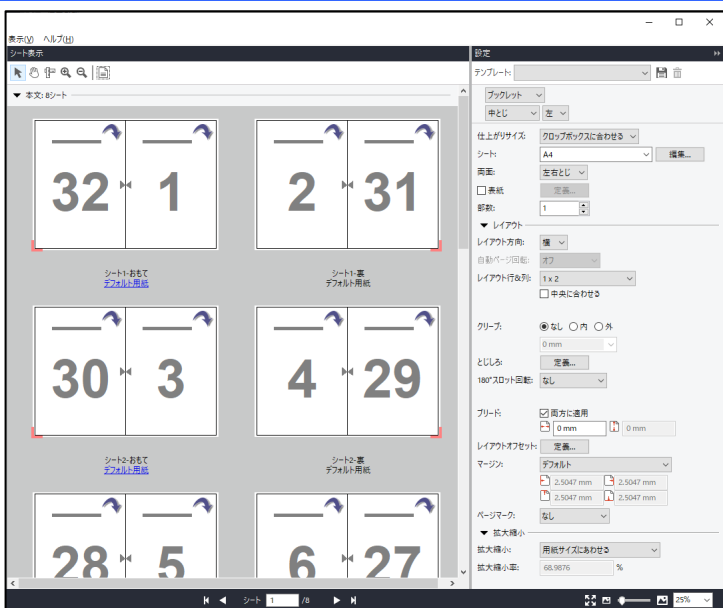 表示(V) ヘルプ(H)
シート表示
▼ 本文: 8シート
32 1
2 31
シート1-おもて
デフォルト用紙
シート1-裏
デフォルト用紙
30 3
4 29
シート2-おもて
デフォルト用紙
シート2-裏
デフォルト用紙
28 5
6 27
シート 1 /8
25%
設定
テンプレート:
ブックレット
中とじ 左
仕上がりサイズ: クロップボックスに合わせる
シート: A4 編集...
両面: 左右とじ
表紙 定義...
部数: 1
▼ レイアウト
レイアウト方向: 横
自動ページ回転: オフ
レイアウト行&列: 1 x 2
中央に合わせる
クリープ: なし 内 外
0 mm
とじしろ: 定義...
180°スロット回転: なし
ブリード: 両方に適用
0 mm 0 mm
レイアウトオフセット: 定義...
マージン: デフォルト
2.5047 mm 2.5047 mm
2.5047 mm 2.5047 mm
ページマーク: なし
▼ 拡大縮小
拡大縮小: 用紙サイズにあわせる
拡大縮小率: 68.9876 %